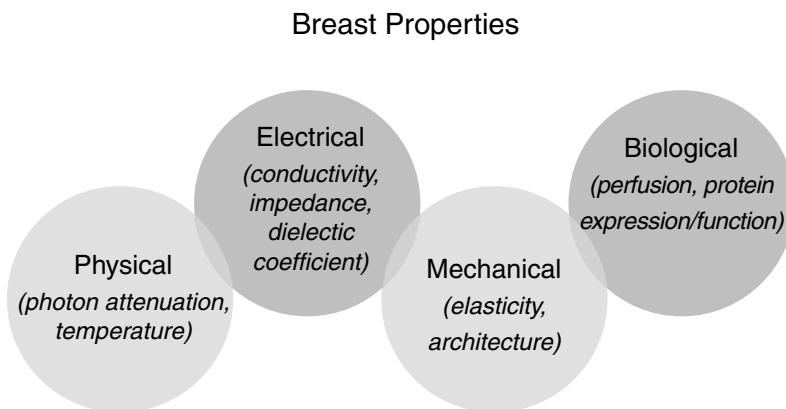 Breast Properties
Electrical
(conductivity,
impedance,
dielectic
coefficient)
Biological
(perfusion, protein
expression/function)
Physical
(photon attenuation,
temperature)
Mechanical
(elasticity,
architecture)